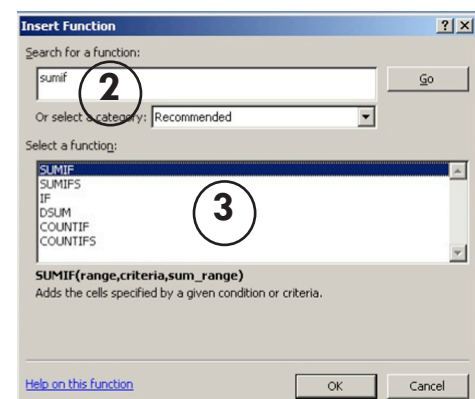 Insert Function
Search for a function:
sumif
2
Go
Or select a category: Recommended
Select a function:
SUMIF
SUMIFS
IF
DSUM
COUNTIF
COUNTIFS
3
SUMIF(range,criteria,sum_range)
Adds the cells specified by a given condition or criteria.
Help on this function
OK
Cancel